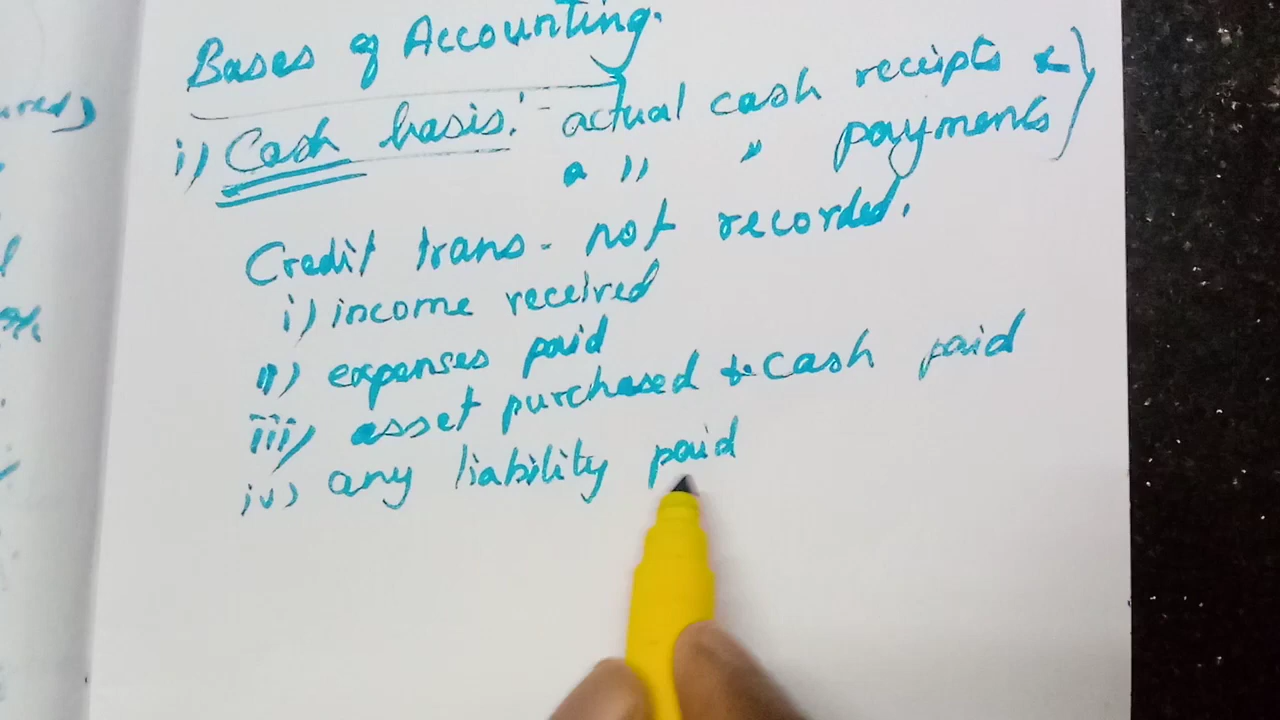 Bases of Accounting.
i) Cash basis:- actual cash receipts &
" " payments
Credit trans - not recorded.
i) income received
ii) expenses paid
iii) asset purchased & cash paid
iv) any liability paid